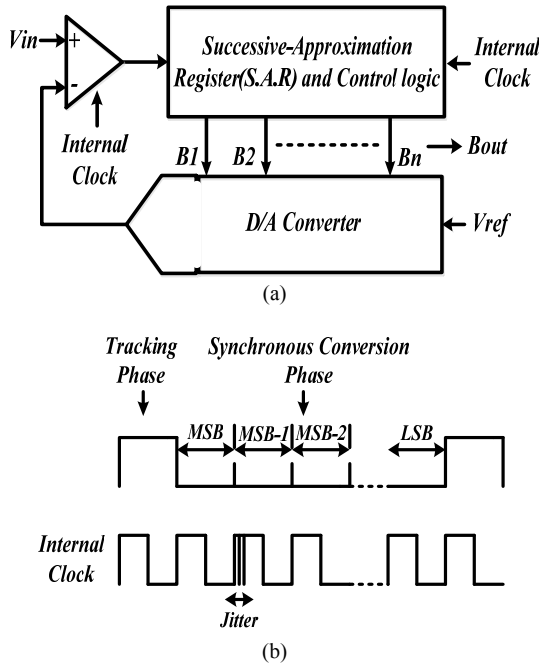 Vin
+
-
Successive-Approximation
Register(S.A.R) and Control logic
Internal
Clock
Internal
Clock
B1
B2
Bn
Bout
D/A Converter
Vref
(a)
Tracking
Phase
Synchronous Conversion
Phase
MSB
MSB-1
MSB-2
LSB
Internal
Clock
Jitter
(b)